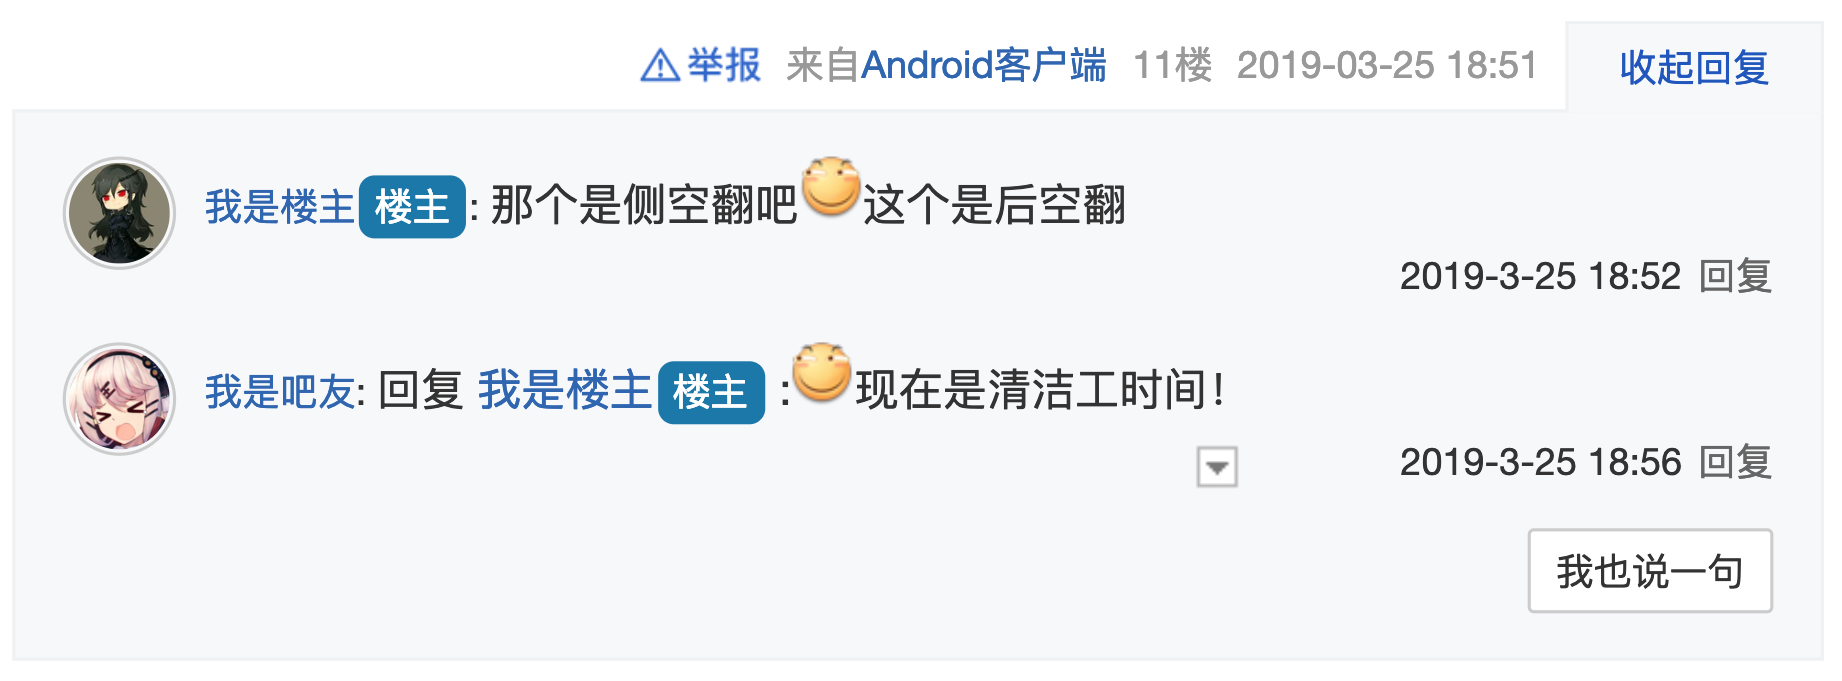 举报 来自Android客户端 11楼 2019-03-25 18:51 收起回复
我是楼主 楼主 : 那个是侧空翻吧 这个是后空翻
2019-3-25 18:52 回复
我是吧友: 回复 我是楼主 楼主 : 现在是清洁工时间!
2019-3-25 18:56 回复
我也说一句